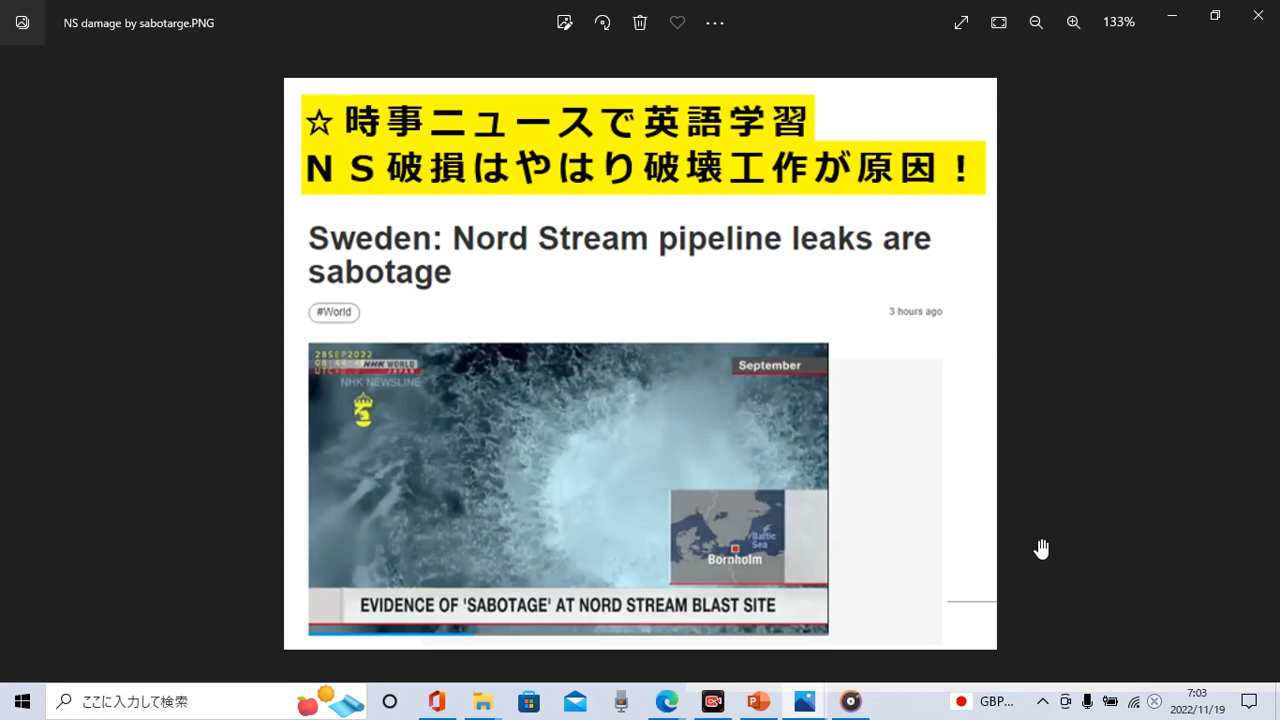 NS damage by sabotarge.PNG
133%
☆時事ニュースで英語学習
ＮＳ破損はやはり破壊工作が原因！
Sweden: Nord Stream pipeline leaks are
sabotage
#World
3 hours ago
28SEP2022
NHK WORLD
JAPAN
NHK NEWSLINE
September
Baltic
Sea
Bornholm
EVIDENCE OF 'SABOTAGE' AT NORD STREAM BLAST SITE
ここに入力して検索
GBP...
7:03
2022/11/19